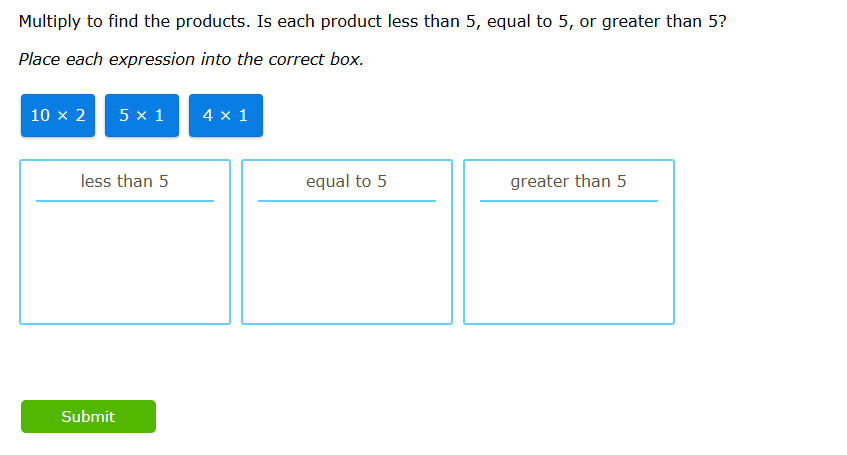 Multiply to find the products. Is each product less than 5, equal to 5, or greater than 5?
Place each expression into the correct box.
10 × 2 5 × 1 4 × 1
less than 5 equal to 5 greater than 5
Submit